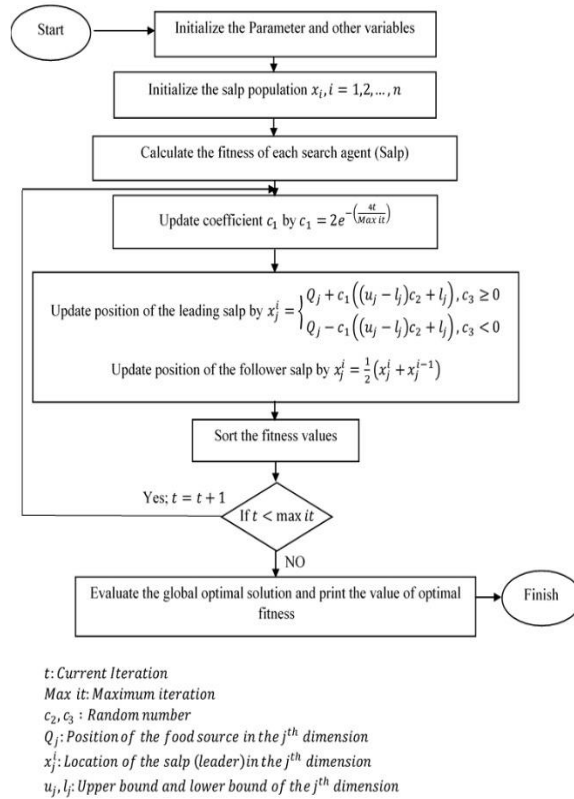 Start
Initialize the Parameter and other variables
Initialize the salp population x_i, i = 1,2, ..., n
Calculate the fitness of each search agent (Salp)
Update coefficient c_1 by c_1 = 2e^{-(4t/Max it)}
Update position of the leading salp by x_j^i = { Q_j + c_1((u_j − l_j)c_2 + l_j), c_3 ≥ 0
Q_j − c_1((u_j − l_j)c_2 + l_j), c_3 < 0
Update position of the follower salp by x_j^i = 1/2(x_j^i + x_j^{i−1})
Sort the fitness values
Yes; t = t + 1
If t < max it
NO
Evaluate the global optimal solution and print the value of optimal
fitness
Finish
t: Current Iteration
Max it: Maximum iteration
c_2, c_3 : Random number
Q_j: Position of the food source in the j^{th} dimension
x_j^i: Location of the salp (leader)in the j^{th} dimension
u_j, l_j: Upper bound and lower bound of the j^{th} dimension